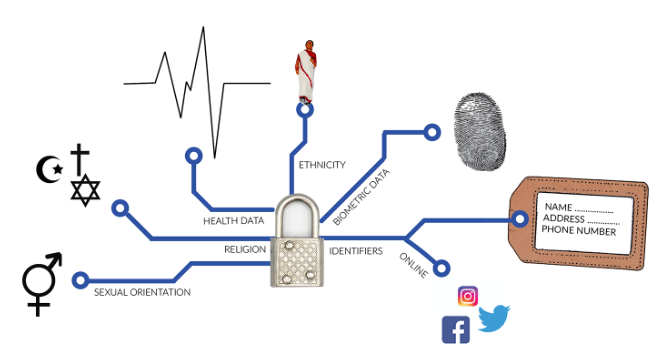 ETHNICITY
BIOMETRIC DATA
HEALTH DATA
RELIGION
IDENTIFIERS
ONLINE
SEXUAL ORIENTATION
NAME ..............
ADDRESS ............
PHONE NUMBER